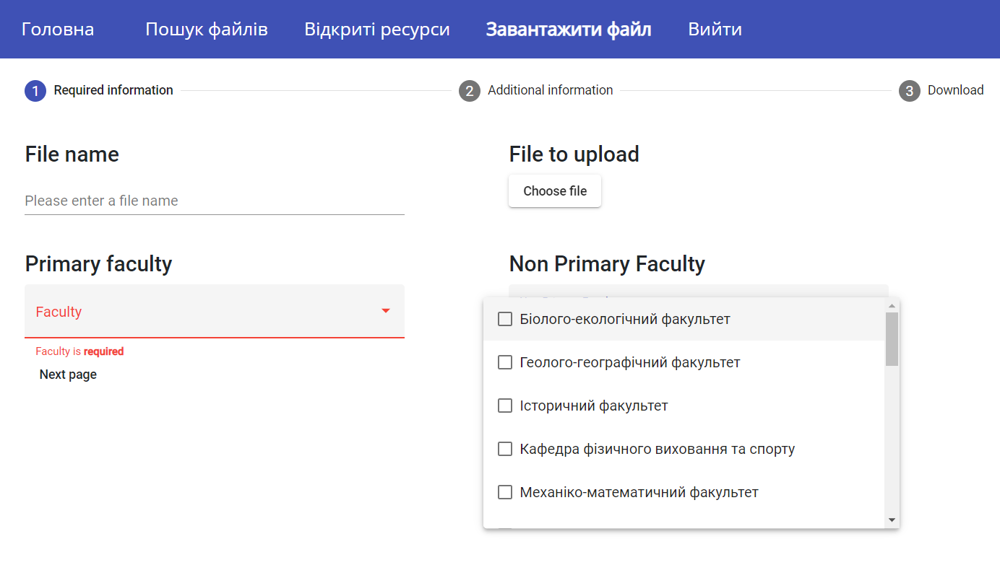 Головна Пошук файлів Відкриті ресурси Завантажити файл Вийти
1 Required information 2 Additional information 3 Download
File name
Please enter a file name
File to upload
Choose file
Primary faculty
Faculty
Faculty is required
Next page
Non Primary Faculty
Біолого-екологічний факультет
Геолого-географічний факультет
Історичний факультет
Кафедра фізичного виховання та спорту
Механіко-математичний факультет